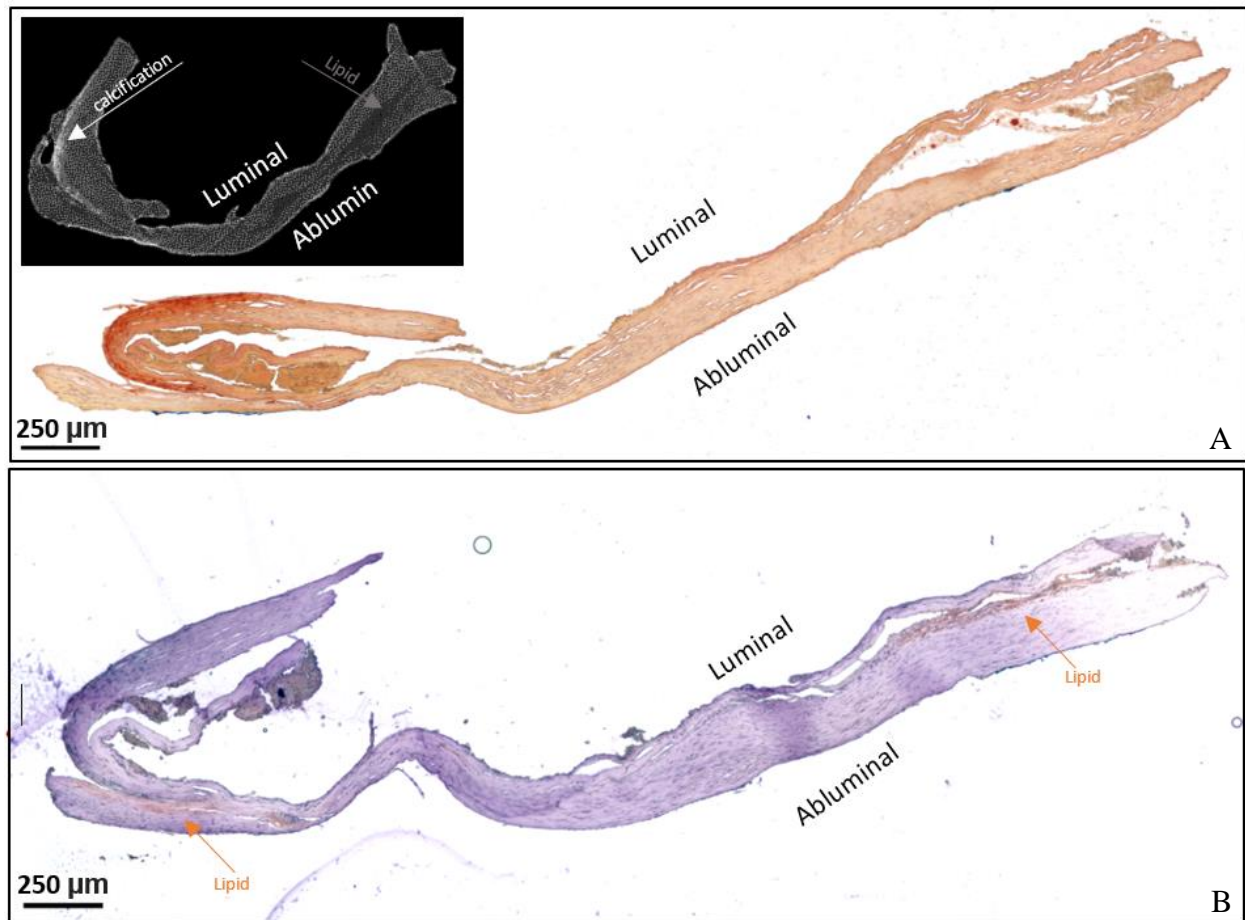 calcification
Lipid
Luminal
Ablumin
Luminal
Abluminal
250 µm
A
Luminal
Lipid
Abluminal
Lipid
250 µm
B